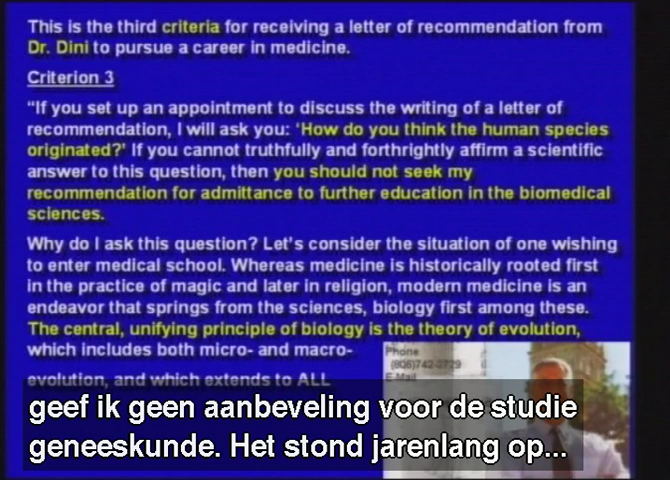 This is the third criteria for receiving a letter of recommendation from
Dr. Dini to pursue a career in medicine.
Criterion 3
“If you set up an appointment to discuss the writing of a letter of
recommendation, I will ask you: ‘How do you think the human species
originated?’ If you cannot truthfully and forthrightly affirm a scientific
answer to this question, then you should not seek my
recommendation for admittance to further education in the biomedical
sciences.
Why do I ask this question? Let’s consider the situation of one wishing
to enter medical school. Whereas medicine is historically rooted first
in the practice of magic and later in religion, modern medicine is an
endeavor that springs from the sciences, biology first among these.
The central, unifying principle of biology is the theory of evolution,
which includes both micro- and macro-
evolution, and which extends to ALL
Phone
(806)742-2729
E-Mail
geef ik geen aanbeveling voor de studie
geneeskunde. Het stond jarenlang op...